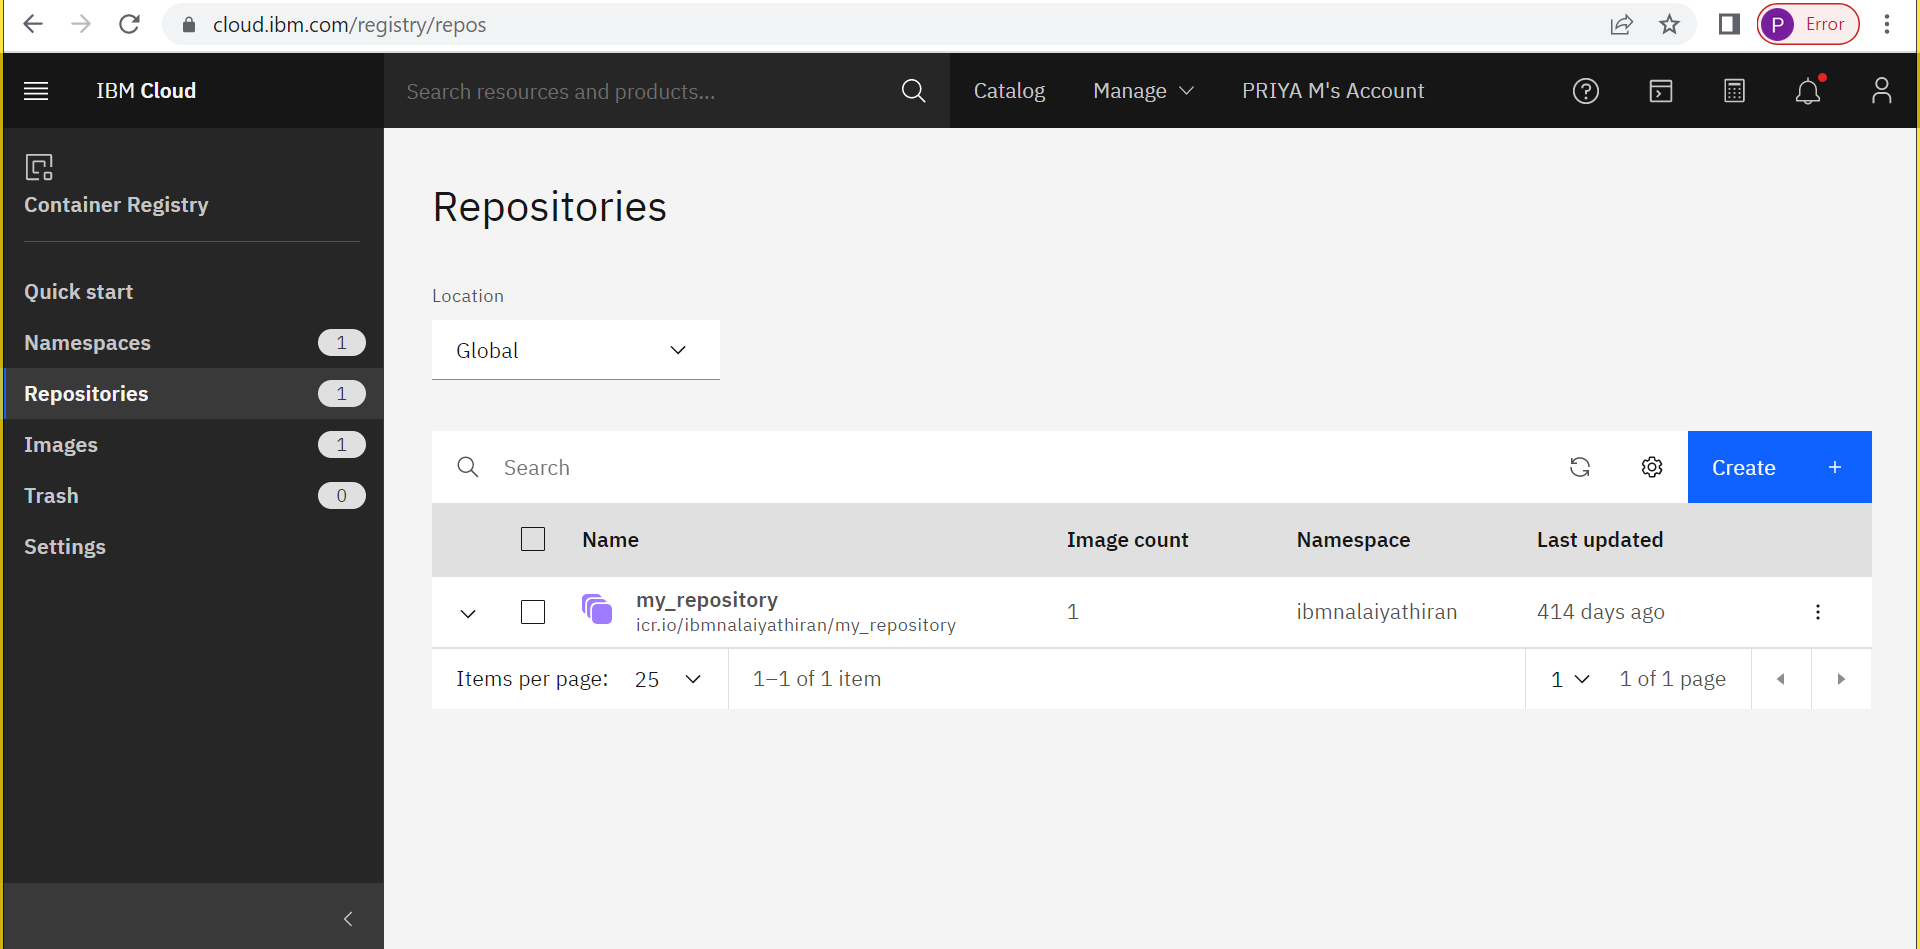 cloud.ibm.com/registry/repos
P Error
IBM Cloud
Search resources and products...
Catalog
Manage
PRIYA M's Account
Container Registry
Quick start
Namespaces 1
Repositories 1
Images 1
Trash 0
Settings
Repositories
Location
Global
Search
Create +
Name Image count Namespace Last updated
my_repository
icr.io/ibmnalaiyathiran/my_repository
1 ibmnalaiyathiran 414 days ago
Items per page: 25 1–1 of 1 item 1 1 of 1 page